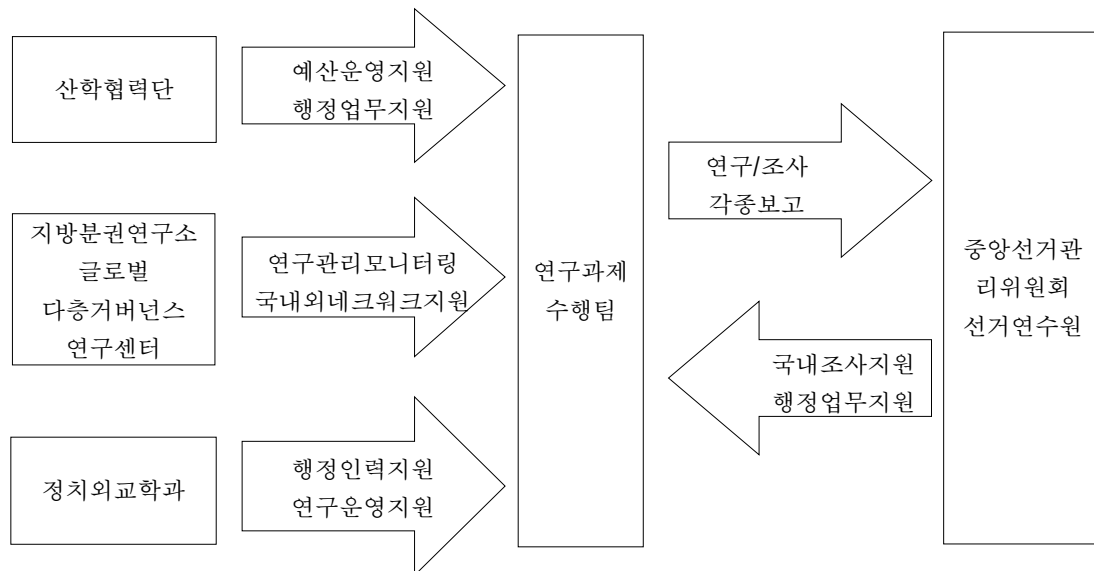 산학협력단
예산운영지원
행정업무지원
지방분권연구소
글로벌
다층거버넌스
연구센터
연구관리모니터링
국내외네크워크지원
정치외교학과
행정인력지원
연구운영지원
연구과제
수행팀
연구/조사
각종보고
국내조사지원
행정업무지원
중앙선거관
리위원회
선거연수원